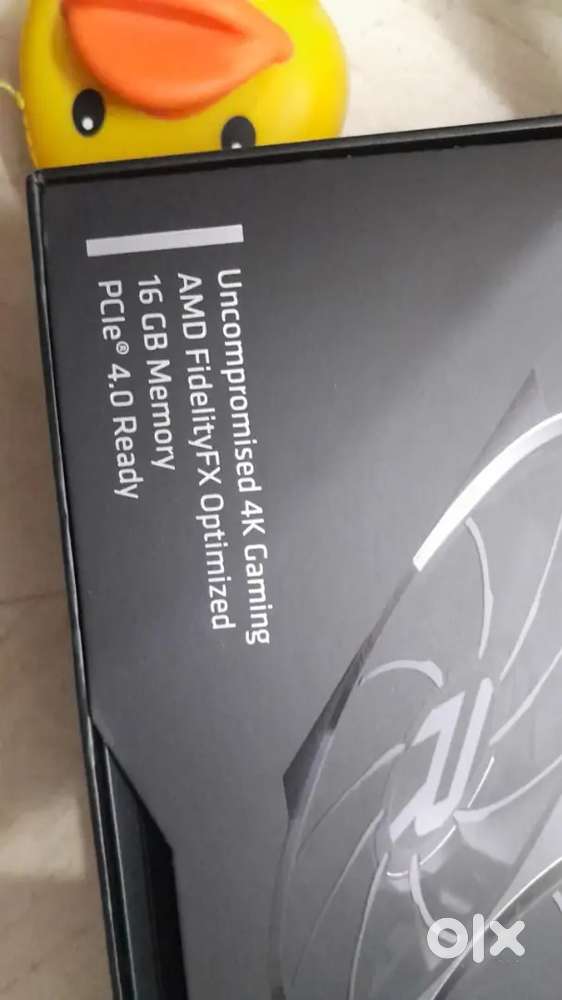 Uncompromised 4K Gaming
AMD FidelityFX Optimized
16 GB Memory
PCIe® 4.0 Ready
R
olx